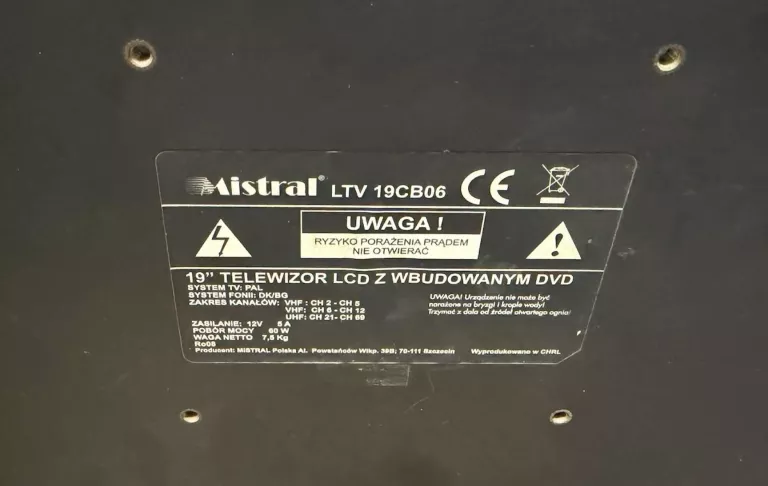 Mistral® LTV 19CB06 CE
UWAGA !
RYZYKO PORAŻENIA PRĄDEM
NIE OTWIERAĆ
19" TELEWIZOR LCD Z WBUDOWANYM DVD
SYSTEM TV: PAL
SYSTEM FONII: DK/BG
ZAKRES KANAŁÓW: VHF : CH 2 - CH 5
VHF: CH 6 - CH 12
UHF: CH 21- CH 69
ZASILANIE: 12V 5 A
POBÓR MOCY 60 W
WAGA NETTO 7,5 Kg
Ro08
UWAGA! Urządzenie nie może być
narażone na bryzgi i krople wody!
Trzymać z dala od źródeł otwartego ognia!
Producent: MISTRAL Polska Al. Powstańców Wlkp. 39B; 70-111 Szczecin Wyprodukowano w CHRL